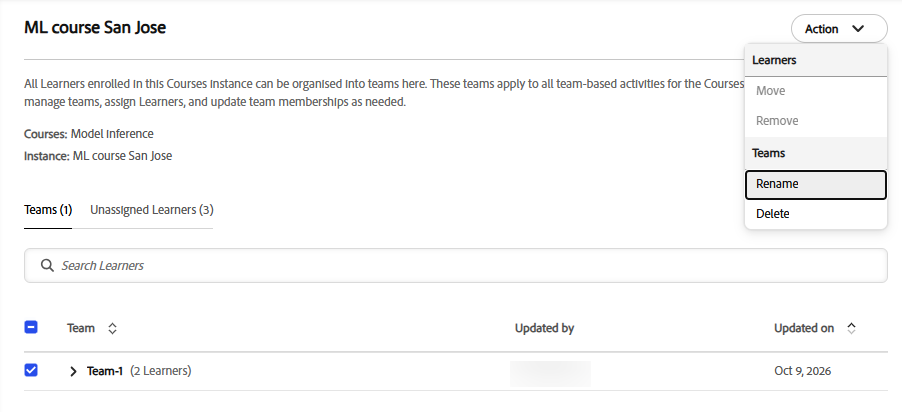 ML course San Jose
Action
Learners
Move
Remove
Teams
Rename
Delete
All Learners enrolled in this Courses instance can be organised into teams here. These teams apply to all team-based activities for the Courses
manage teams, assign Learners, and update team memberships as needed.
Courses: Model Inference
Instance: ML course San Jose
Teams (1) Unassigned Learners (3)
Search Learners
Team Updated by Updated on
Team-1 (2 Learners) Oct 9, 2026